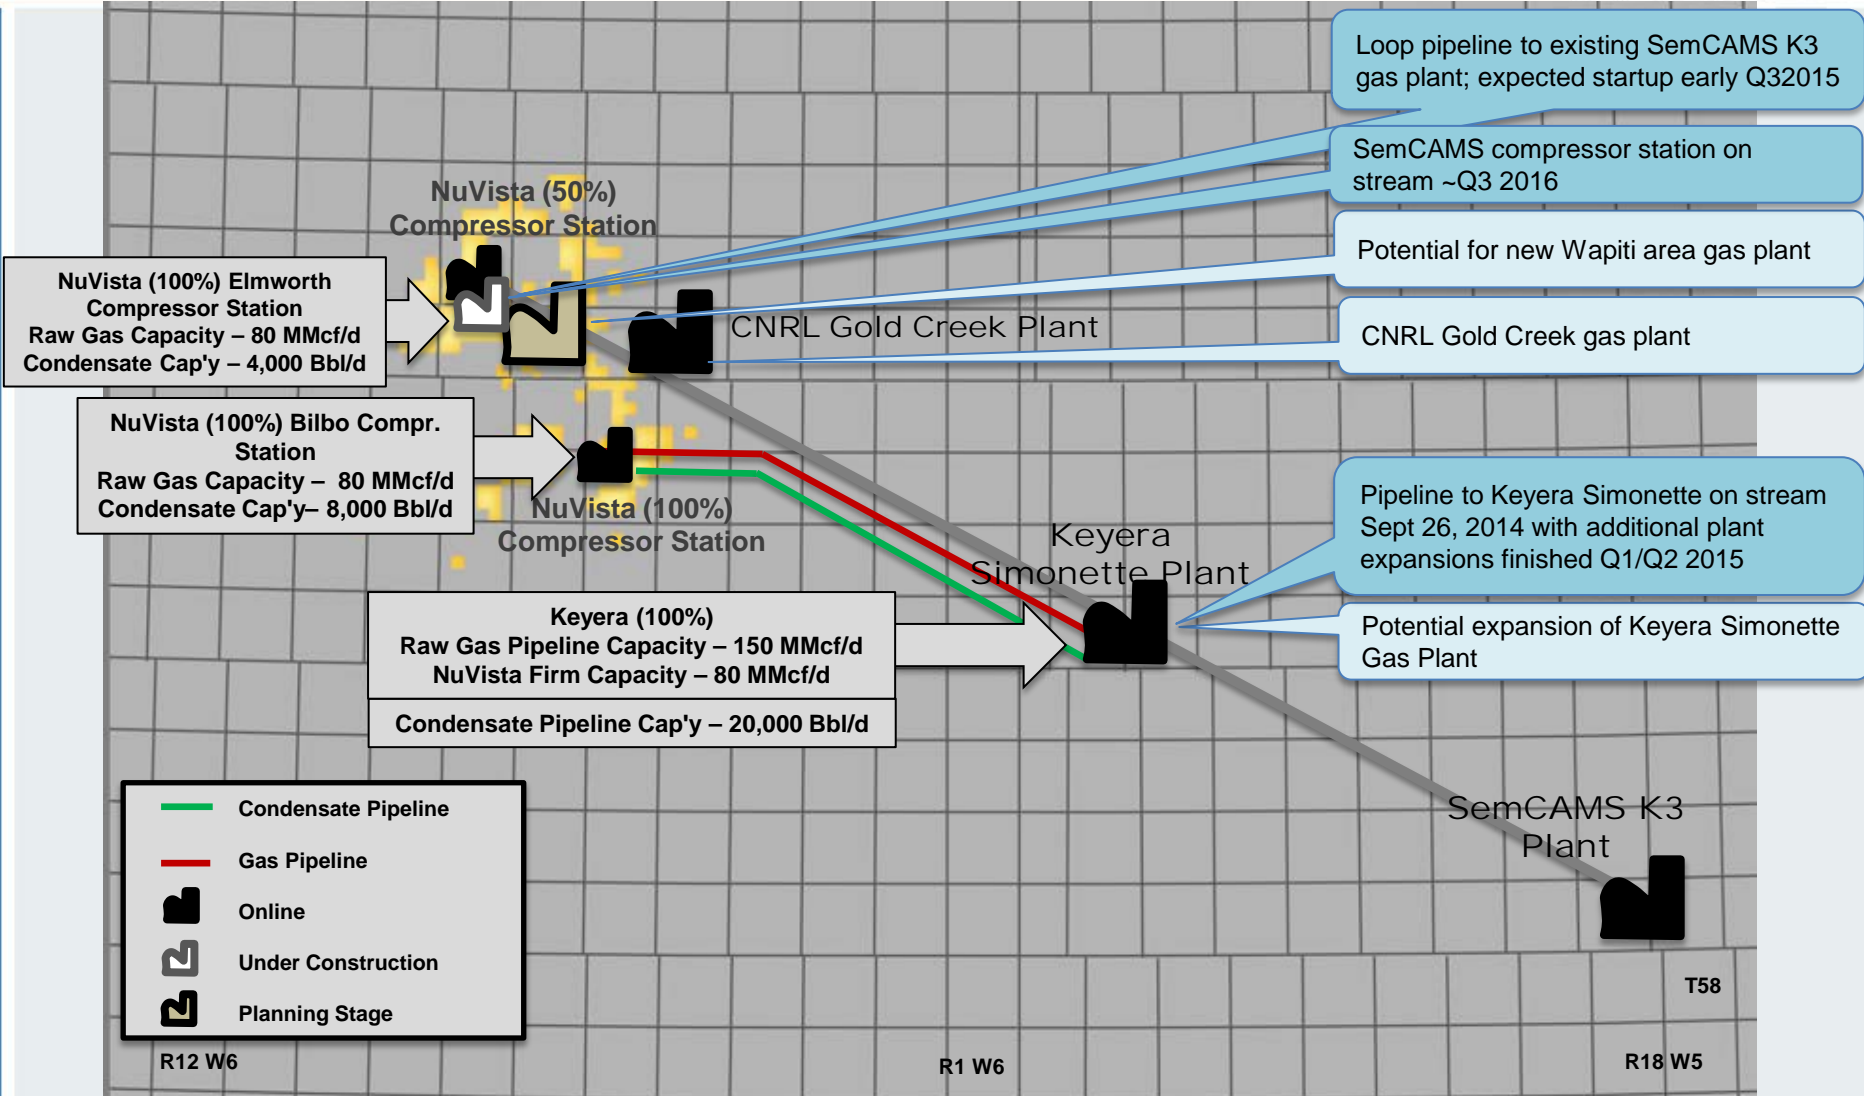 Loop pipeline to existing SemCAMS K3
gas plant; expected startup early Q32015
SemCAMS compressor station on
stream ~Q3 2016
Potential for new Wapiti area gas plant
CNRL Gold Creek gas plant
NuVista (50%)
Compressor Station
NuVista (100%) Elmworth
Compressor Station
Raw Gas Capacity – 80 MMcf/d
Condensate Cap'y – 4,000 Bbl/d
CNRL Gold Creek Plant
NuVista (100%) Bilbo Compr.
Station
Raw Gas Capacity – 80 MMcf/d
Condensate Cap'y– 8,000 Bbl/d
NuVista (100%)
Compressor Station
Keyera
Simonette Plant
Pipeline to Keyera Simonette on stream
Sept 26, 2014 with additional plant
expansions finished Q1/Q2 2015
Potential expansion of Keyera Simonette
Gas Plant
Keyera (100%)
Raw Gas Pipeline Capacity – 150 MMcf/d
NuVista Firm Capacity – 80 MMcf/d
Condensate Pipeline Cap'y – 20,000 Bbl/d
SemCAMS K3
Plant
Condensate Pipeline
Gas Pipeline
Online
Under Construction
Planning Stage
T58
R12 W6
R1 W6
R18 W5